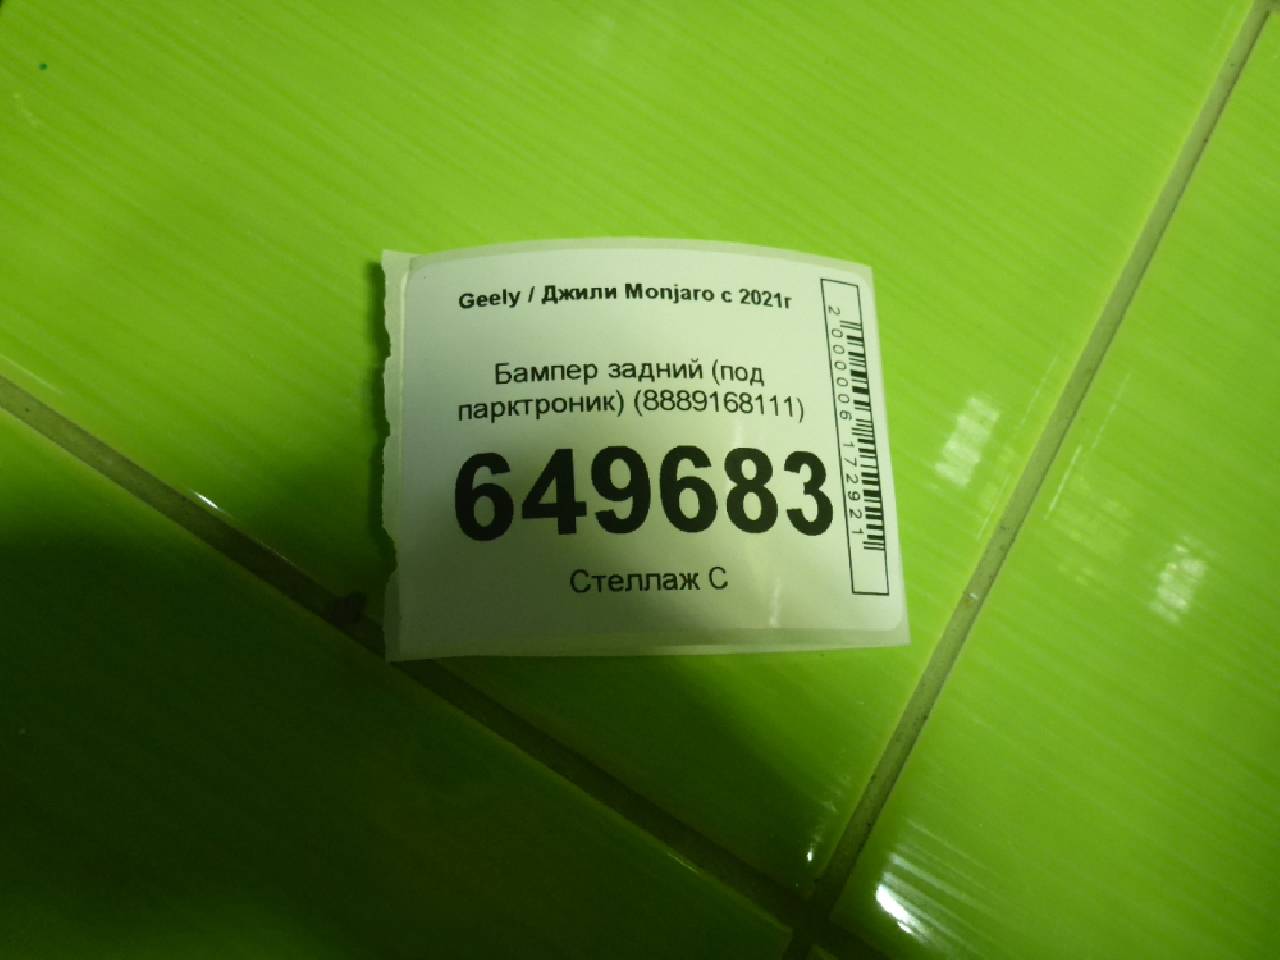 Geely / Джили Monjaro с 2021г
Бампер задний (под
парктроник) (8889168111)
649683
Стеллаж С
2000006172921